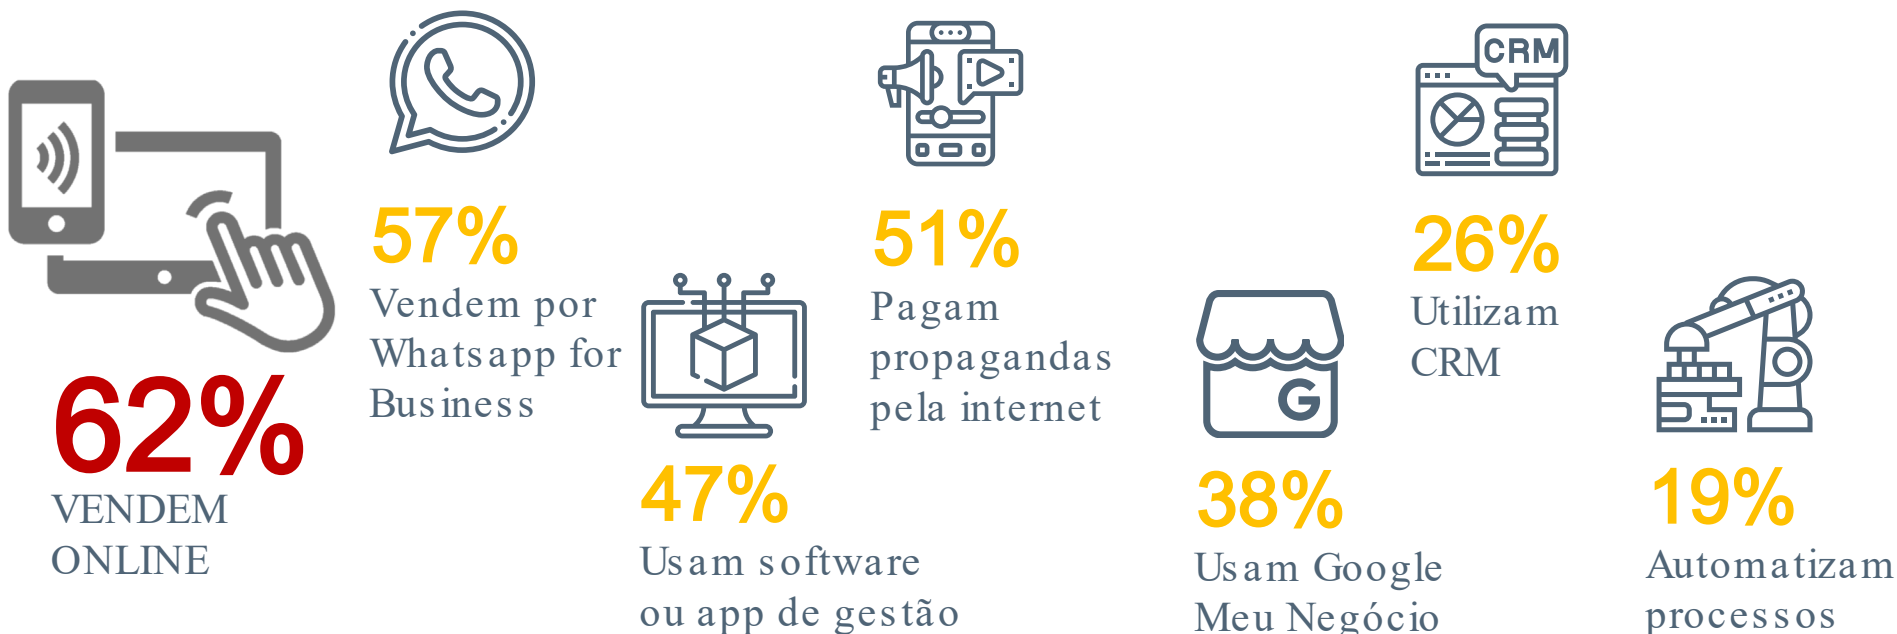 62%
VENDEM
ONLINE
57%
Vendem por
Whatsapp for
Business
47%
Usam software
ou app de gestão
51%
Pagam
propagandas
pela internet
G
38%
Usam Google
Meu Negócio
CRM
26%
Utilizam
CRM
19%
Automatizam
processos